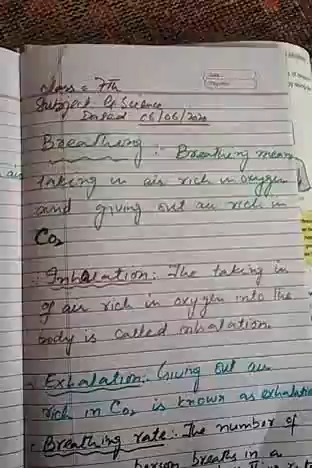 Class = 7th
Subject G Science
Dated 06/06/2020
Breathing :- Breathing means
taking in air rich in oxygen
and giving out air rich in
CO2
Inhalation:- The taking in
of air rich in oxygen into the
body is called inhalation.
Exhalation:- Giving out air
rich in CO2 is known as exhalation
Breathing rate:- The number of
person breaths in a